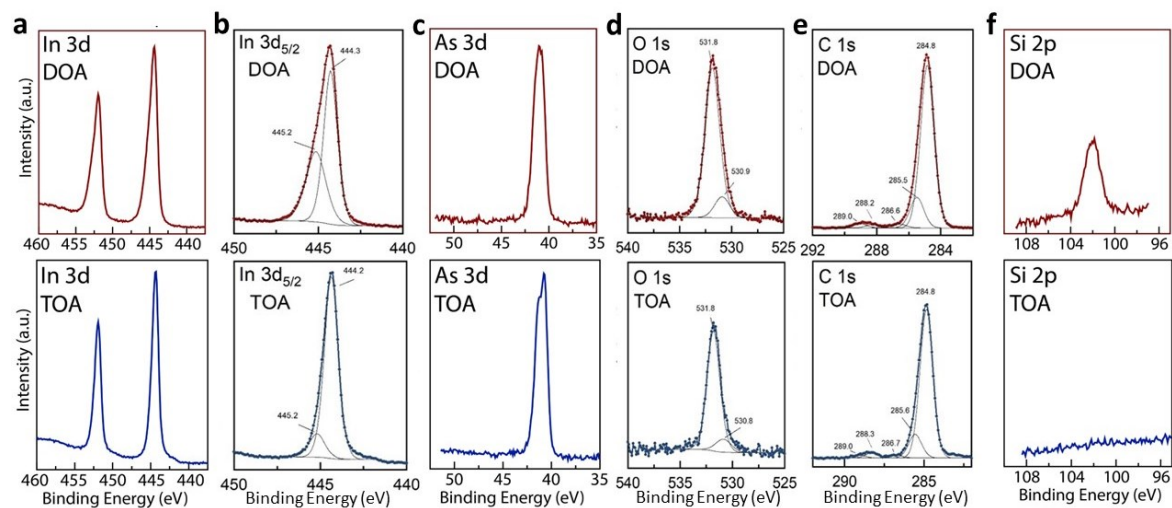 a
b
c
d
e
f
Intensity (a.u.)
In 3d
DOA
460 455 450 445 440
In 3d5/2
DOA
444.3
445.2
450 445 440
As 3d
DOA
50 45 40 35
O 1s
DOA
531.8
530.9
540 535 530 525
C 1s
DOA
284.8
285.5
286.6
288.2
289.0
292 288 284
Si 2p
DOA
108 104 100 96
Intensity (a.u.)
In 3d
TOA
460 455 450 445 440
Binding Energy (eV)
In 3d5/2
TOA
444.2
445.2
450 445 440
Binding Energy (eV)
As 3d
TOA
50 45 40 35
Binding Energy (eV)
O 1s
TOA
531.8
530.8
540 535 530 525
Binding Energy (eV)
C 1s
TOA
284.8
285.6
286.7
288.3
289.0
290 285
Binding Energy (eV)
Si 2p
TOA
108 104 100 96
Binding Energy (eV)